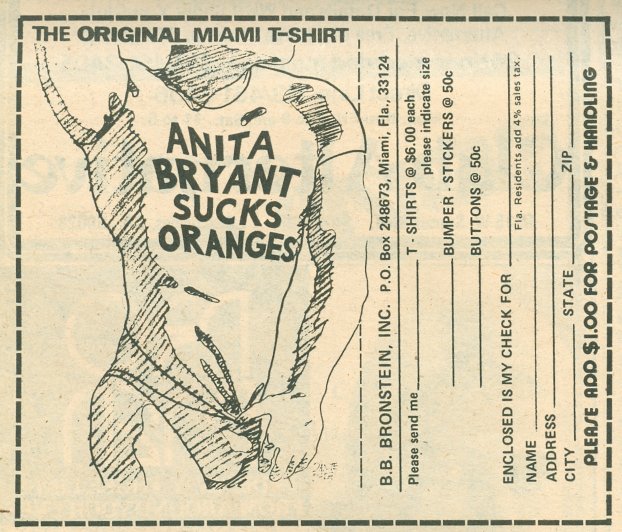 THE ORIGINAL MIAMI T-SHIRT
ANITA
BRYANT
SUCKS
ORANGES
B.B. BRONSTEIN, INC. P.O. Box 248673, Miami, Fla., 33124
Please send me T - SHIRTS @ $6.00 each
please indicate size
BUMPER - STICKERS @ 50c
BUTTONS @ 50c
ENCLOSED IS MY CHECK FOR Fla. Residents add 4% sales tax.
NAME
ADDRESS
CITY STATE ZIP
PLEASE ADD $1.00 FOR POSTAGE & HANDLING